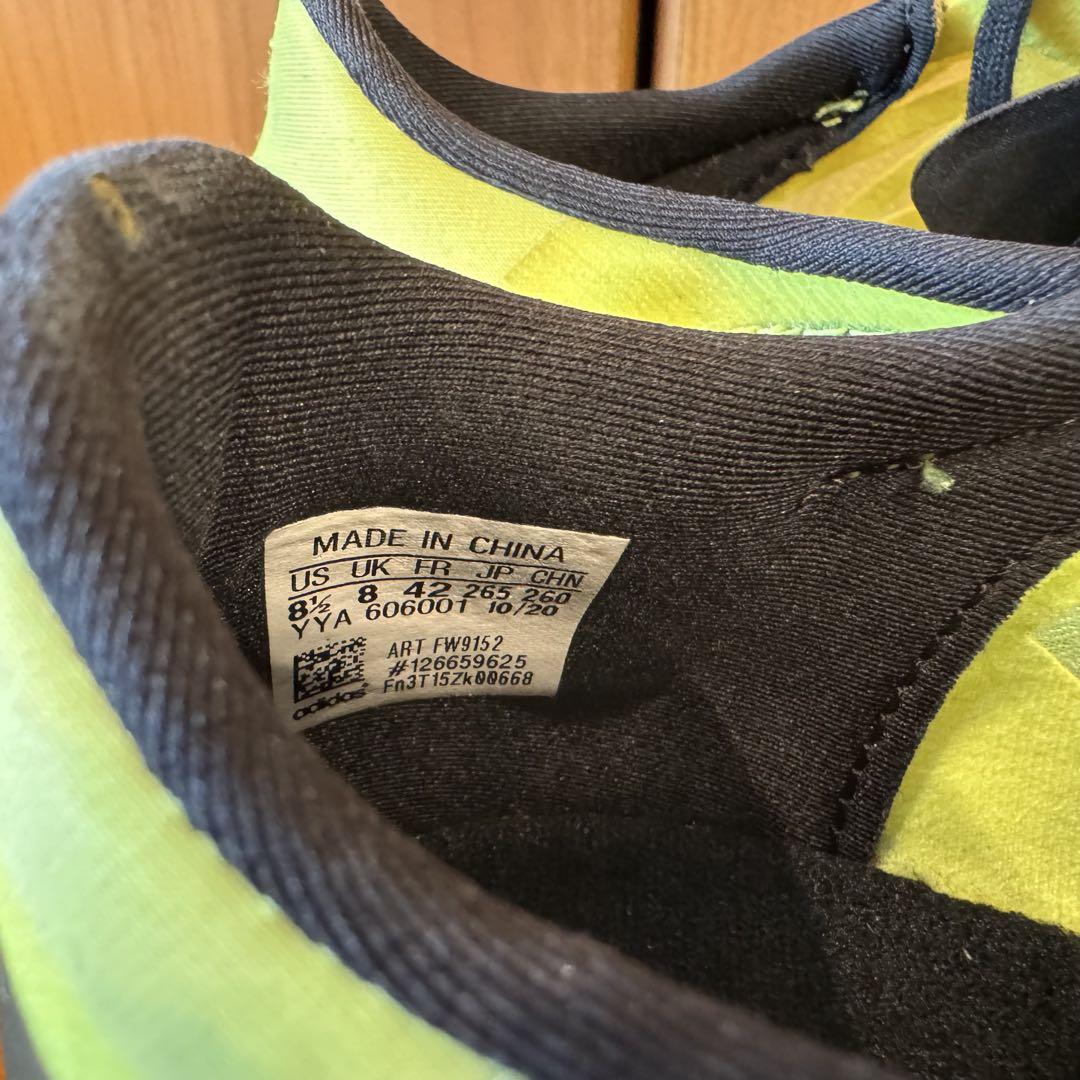 MADE IN CHINA
US UK FR JP CHN
8½ 8 42 265 260
YYA 606001 10/20
ART FW9152
#126659625
Fn3T15Zk00668
adidas